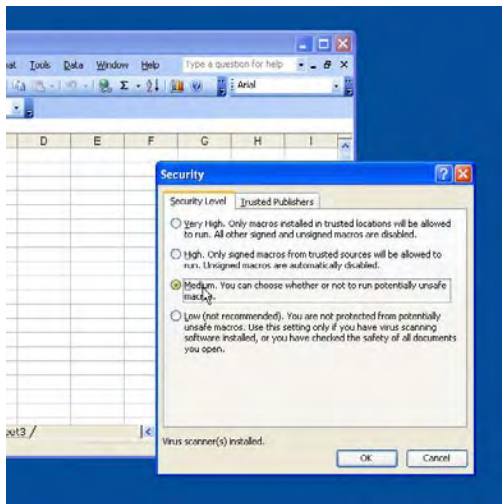 Tools Data Window Help Type a question for help
Σ Arial
D E F G H I
Security
Security Level Trusted Publishers
Very High. Only macros installed in trusted locations will be allowed
to run. All other signed and unsigned macros are disabled.
High. Only signed macros from trusted sources will be allowed to
run. Unsigned macros are automatically disabled.
Medium. You can choose whether or not to run potentially unsafe
macros.
Low (not recommended). You are not protected from potentially
unsafe macros. Use this setting only if you have virus scanning
software installed, or you have checked the safety of all documents
you open.
Virus scanner(s) installed.
OK Cancel